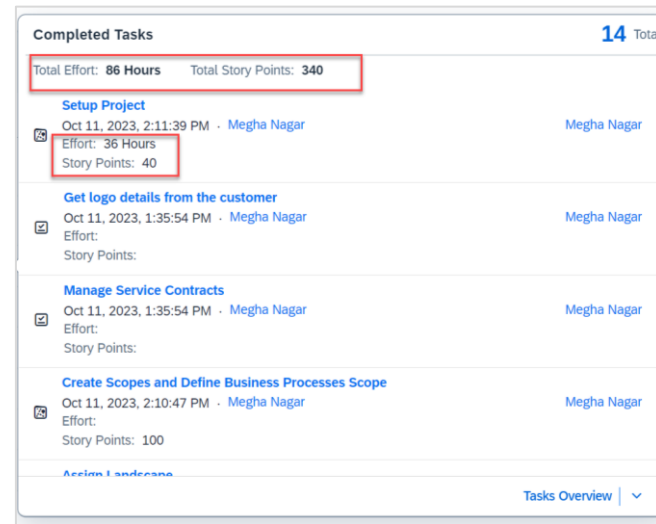 Completed Tasks 14 Tota
Total Effort: 86 Hours Total Story Points: 340
Setup Project
Oct 11, 2023, 2:11:39 PM · Megha Nagar Megha Nagar
Effort: 36 Hours
Story Points: 40
Get logo details from the customer
Oct 11, 2023, 1:35:54 PM · Megha Nagar Megha Nagar
Effort:
Story Points:
Manage Service Contracts
Oct 11, 2023, 1:35:54 PM · Megha Nagar Megha Nagar
Effort:
Story Points:
Create Scopes and Define Business Processes Scope
Oct 11, 2023, 2:10:47 PM · Megha Nagar Megha Nagar
Effort:
Story Points: 100
Assign Landscape
Tasks Overview